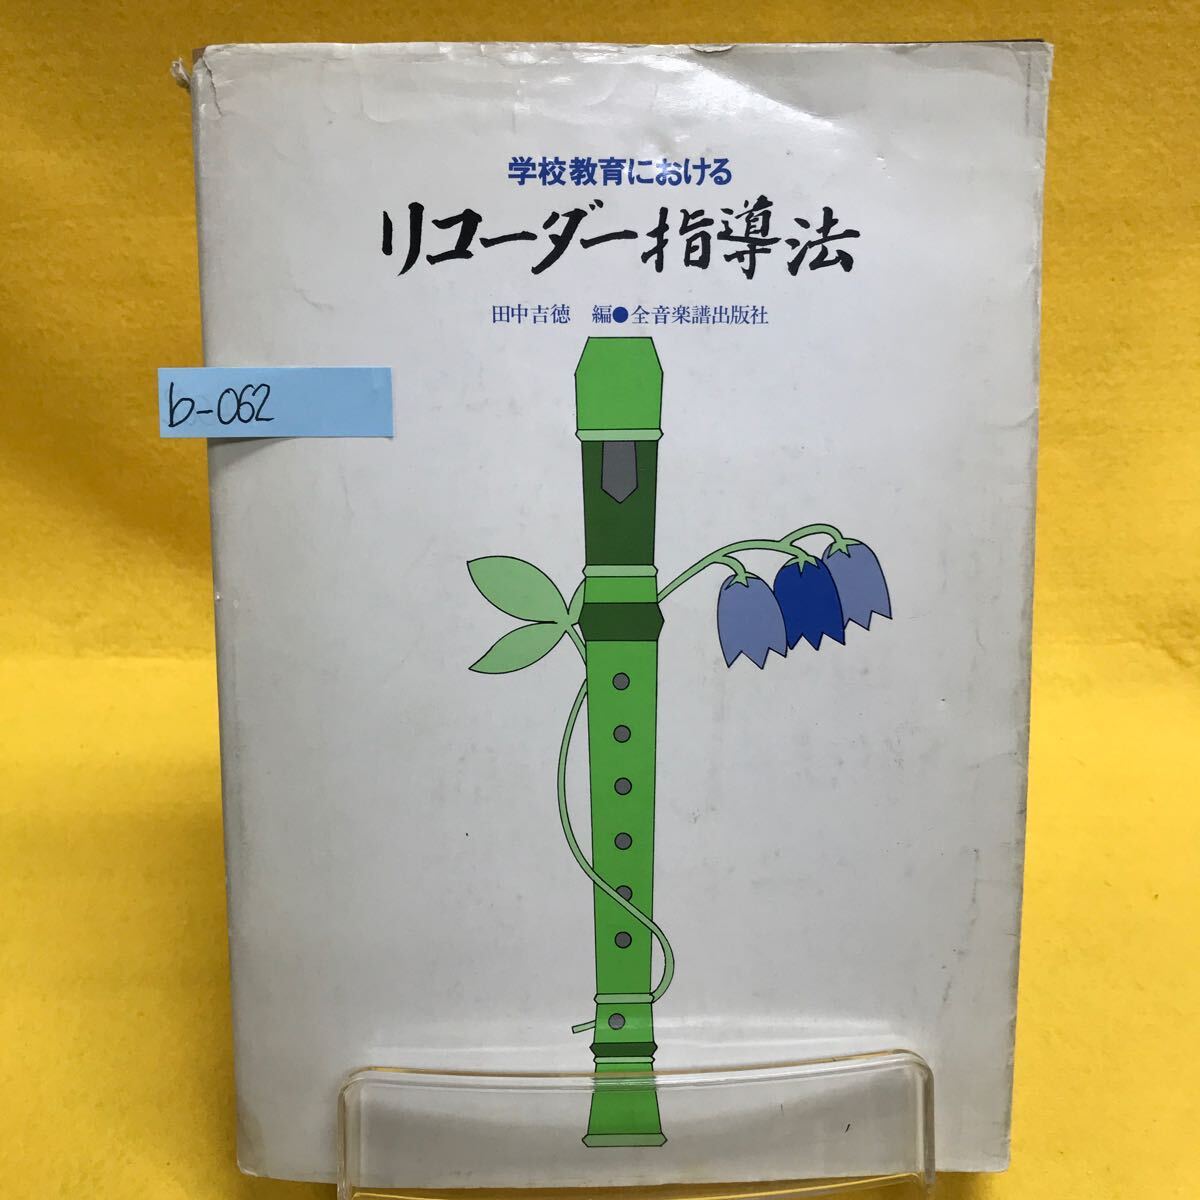 学校教育における
リコーダー指導法
田中吉徳 編●全音楽譜出版社
b-062